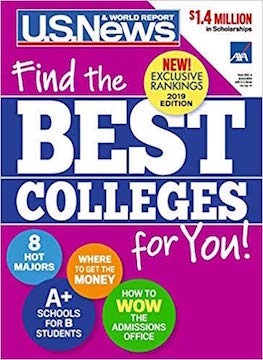 U.S.News
& WORLD REPORT
$1.4 MILLION
in Scholarships
AXA
Find the
NEW!
EXCLUSIVE
RANKINGS
2019
EDITION
BEST
COLLEGES
for You!
8
HOT
MAJORS
WHERE
TO GET THE
MONEY
A+
SCHOOLS
FOR B
STUDENTS
HOW TO
WOW
THE
ADMISSIONS
OFFICE